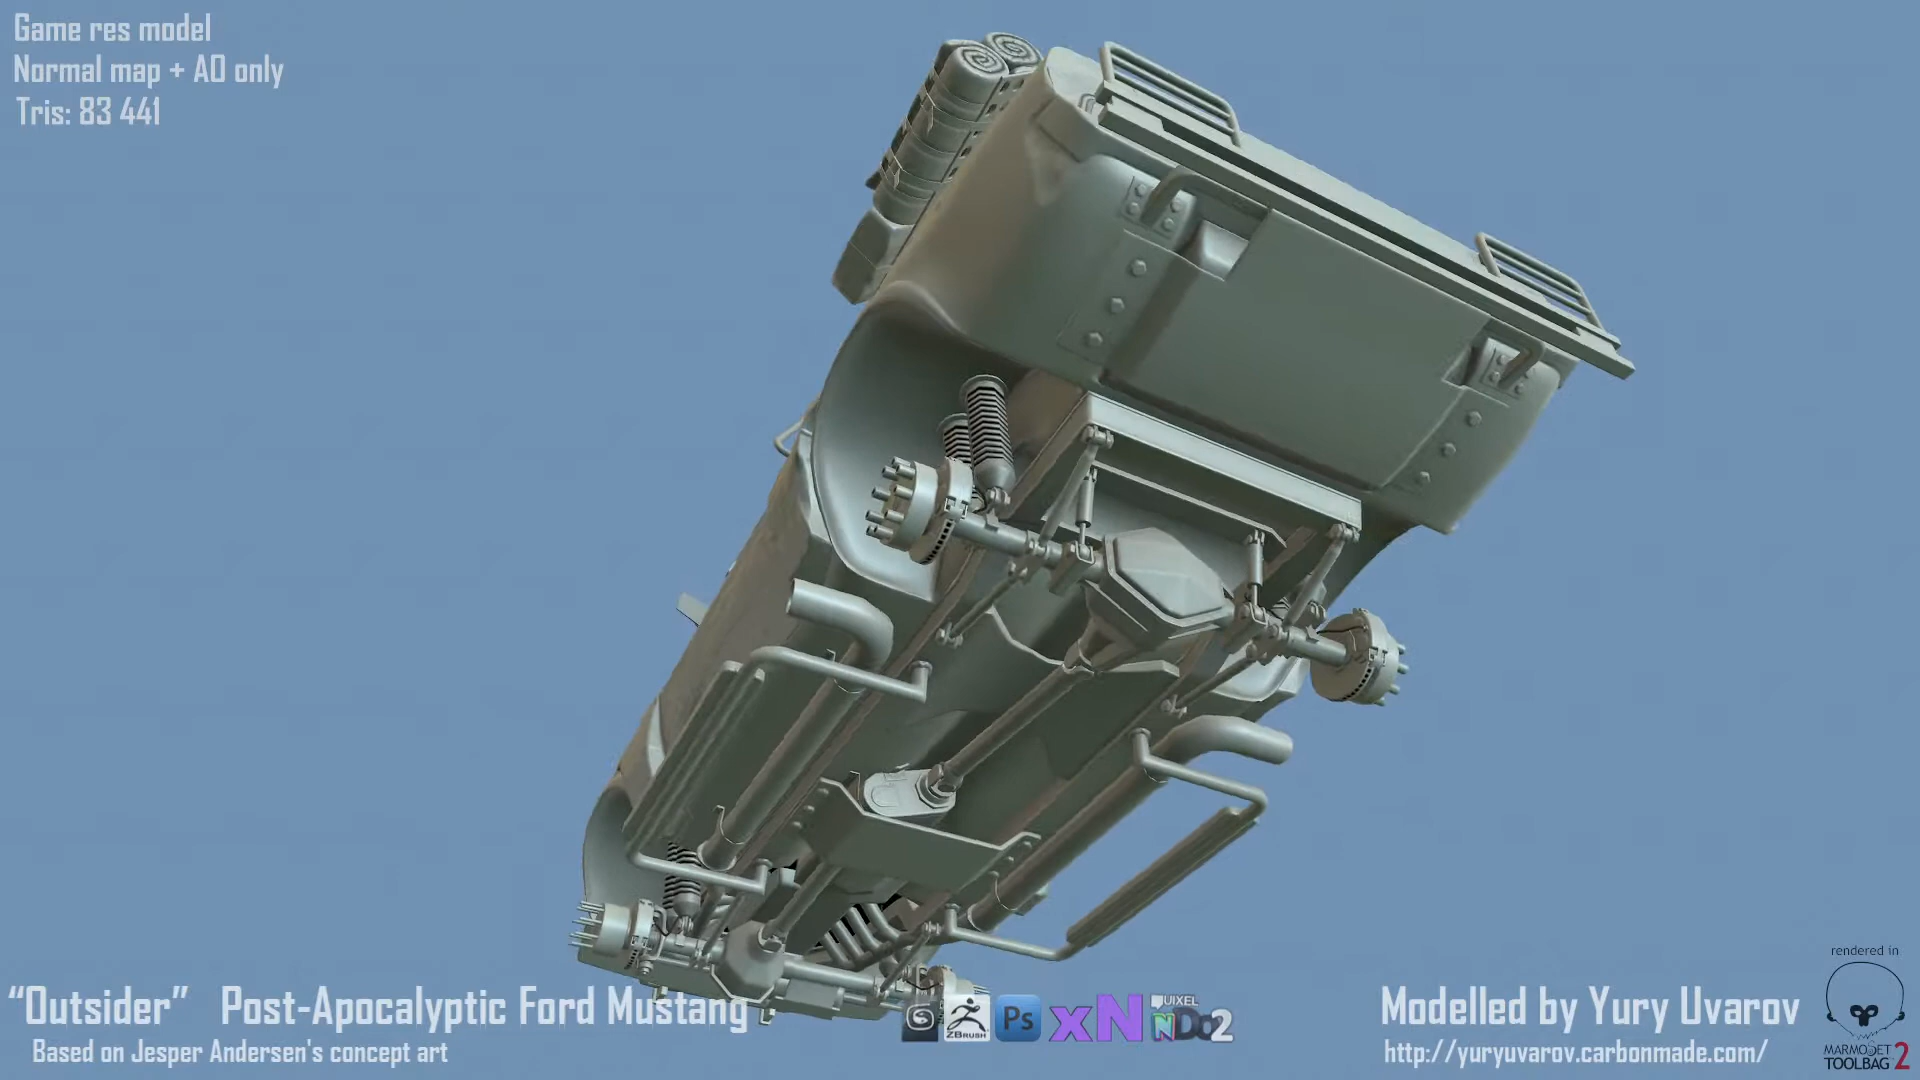 Game res model
Normal map + AO only
Tris: 83 441
“Outsider” Post-Apocalyptic Ford Mustang
Based on Jesper Andersen's concept art
S
ZBRUSH
Ps
xN
QUIXEL
NDo2
Modelled by Yury Uvarov
http://yuryuvarov.carbonmade.com/
rendered in
MARMOSET
TOOLBAG 2